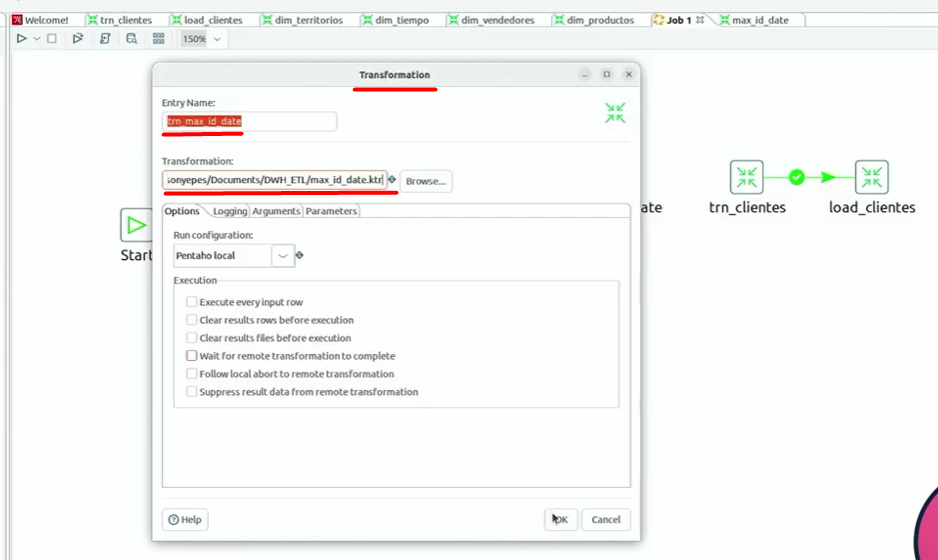 Welcome! trn_clientes load_clientes dim_territorios dim_tiempo dim_vendedores dim_productos Job 1 max_id_date
150%
Transformation
Entry Name:
trn_max_id_date
Transformation:
sonyepes/Documents/DWH_ETL/max_id_date.ktr Browse...
Options Logging Arguments Parameters
Run configuration:
Pentaho local
Execution
Execute every input row
Clear results rows before execution
Clear results files before execution
Wait for remote transformation to complete
Follow local abort to remote transformation
Suppress result data from remote transformation
Help OK Cancel
Start
ate
trn_clientes load_clientes